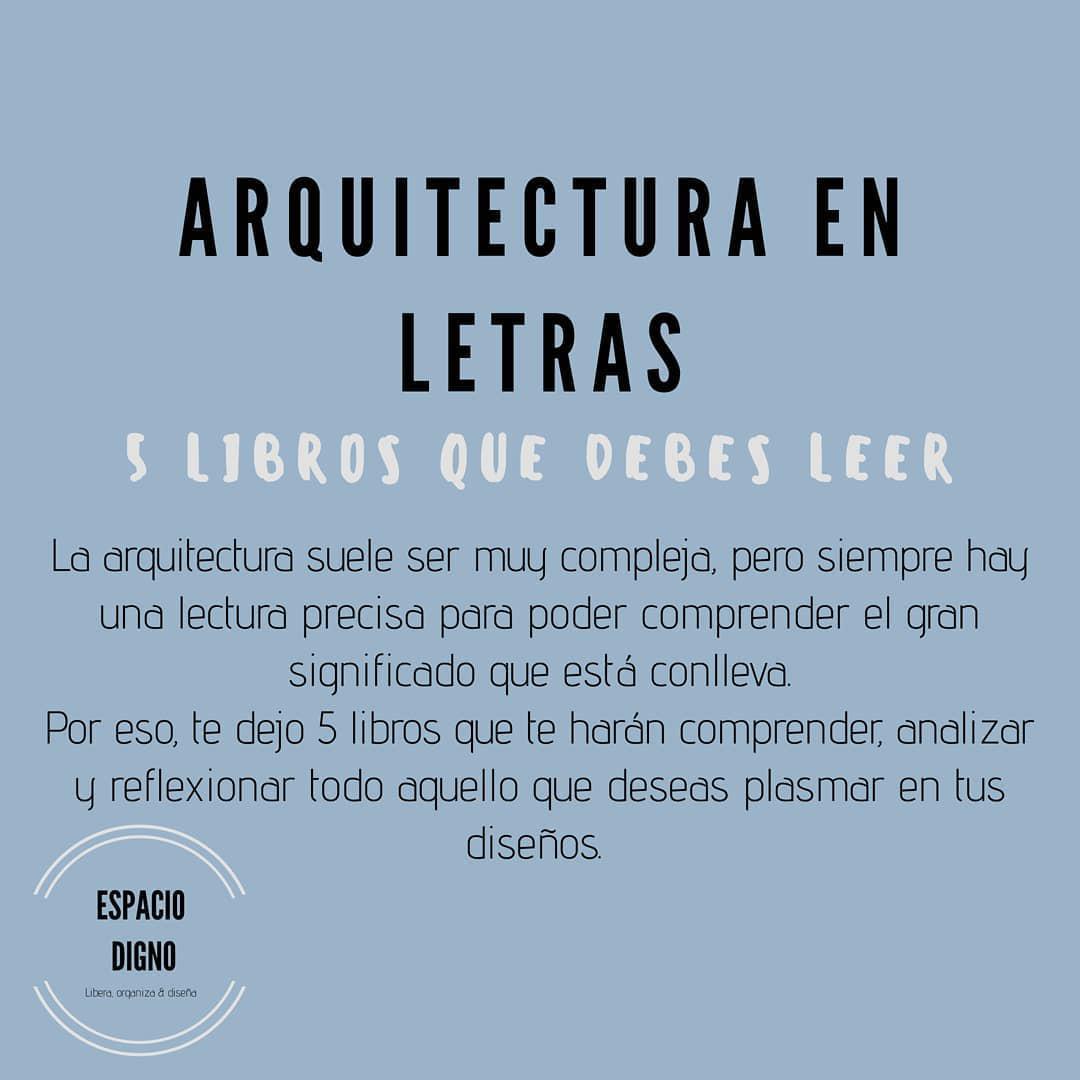 ARQUITECTURA EN
LETRAS
5 LIBROS QUE DEBES LEER
La arquitectura suele ser muy compleja, pero siempre hay
una lectura precisa para poder comprender el gran
significado que está conlleva.
Por eso, te dejo 5 libros que te harán comprender, analizar
y reflexionar todo aquello que deseas plasmar en tus
diseños.
ESPACIO
DIGNO
Libera, organiza & diseña